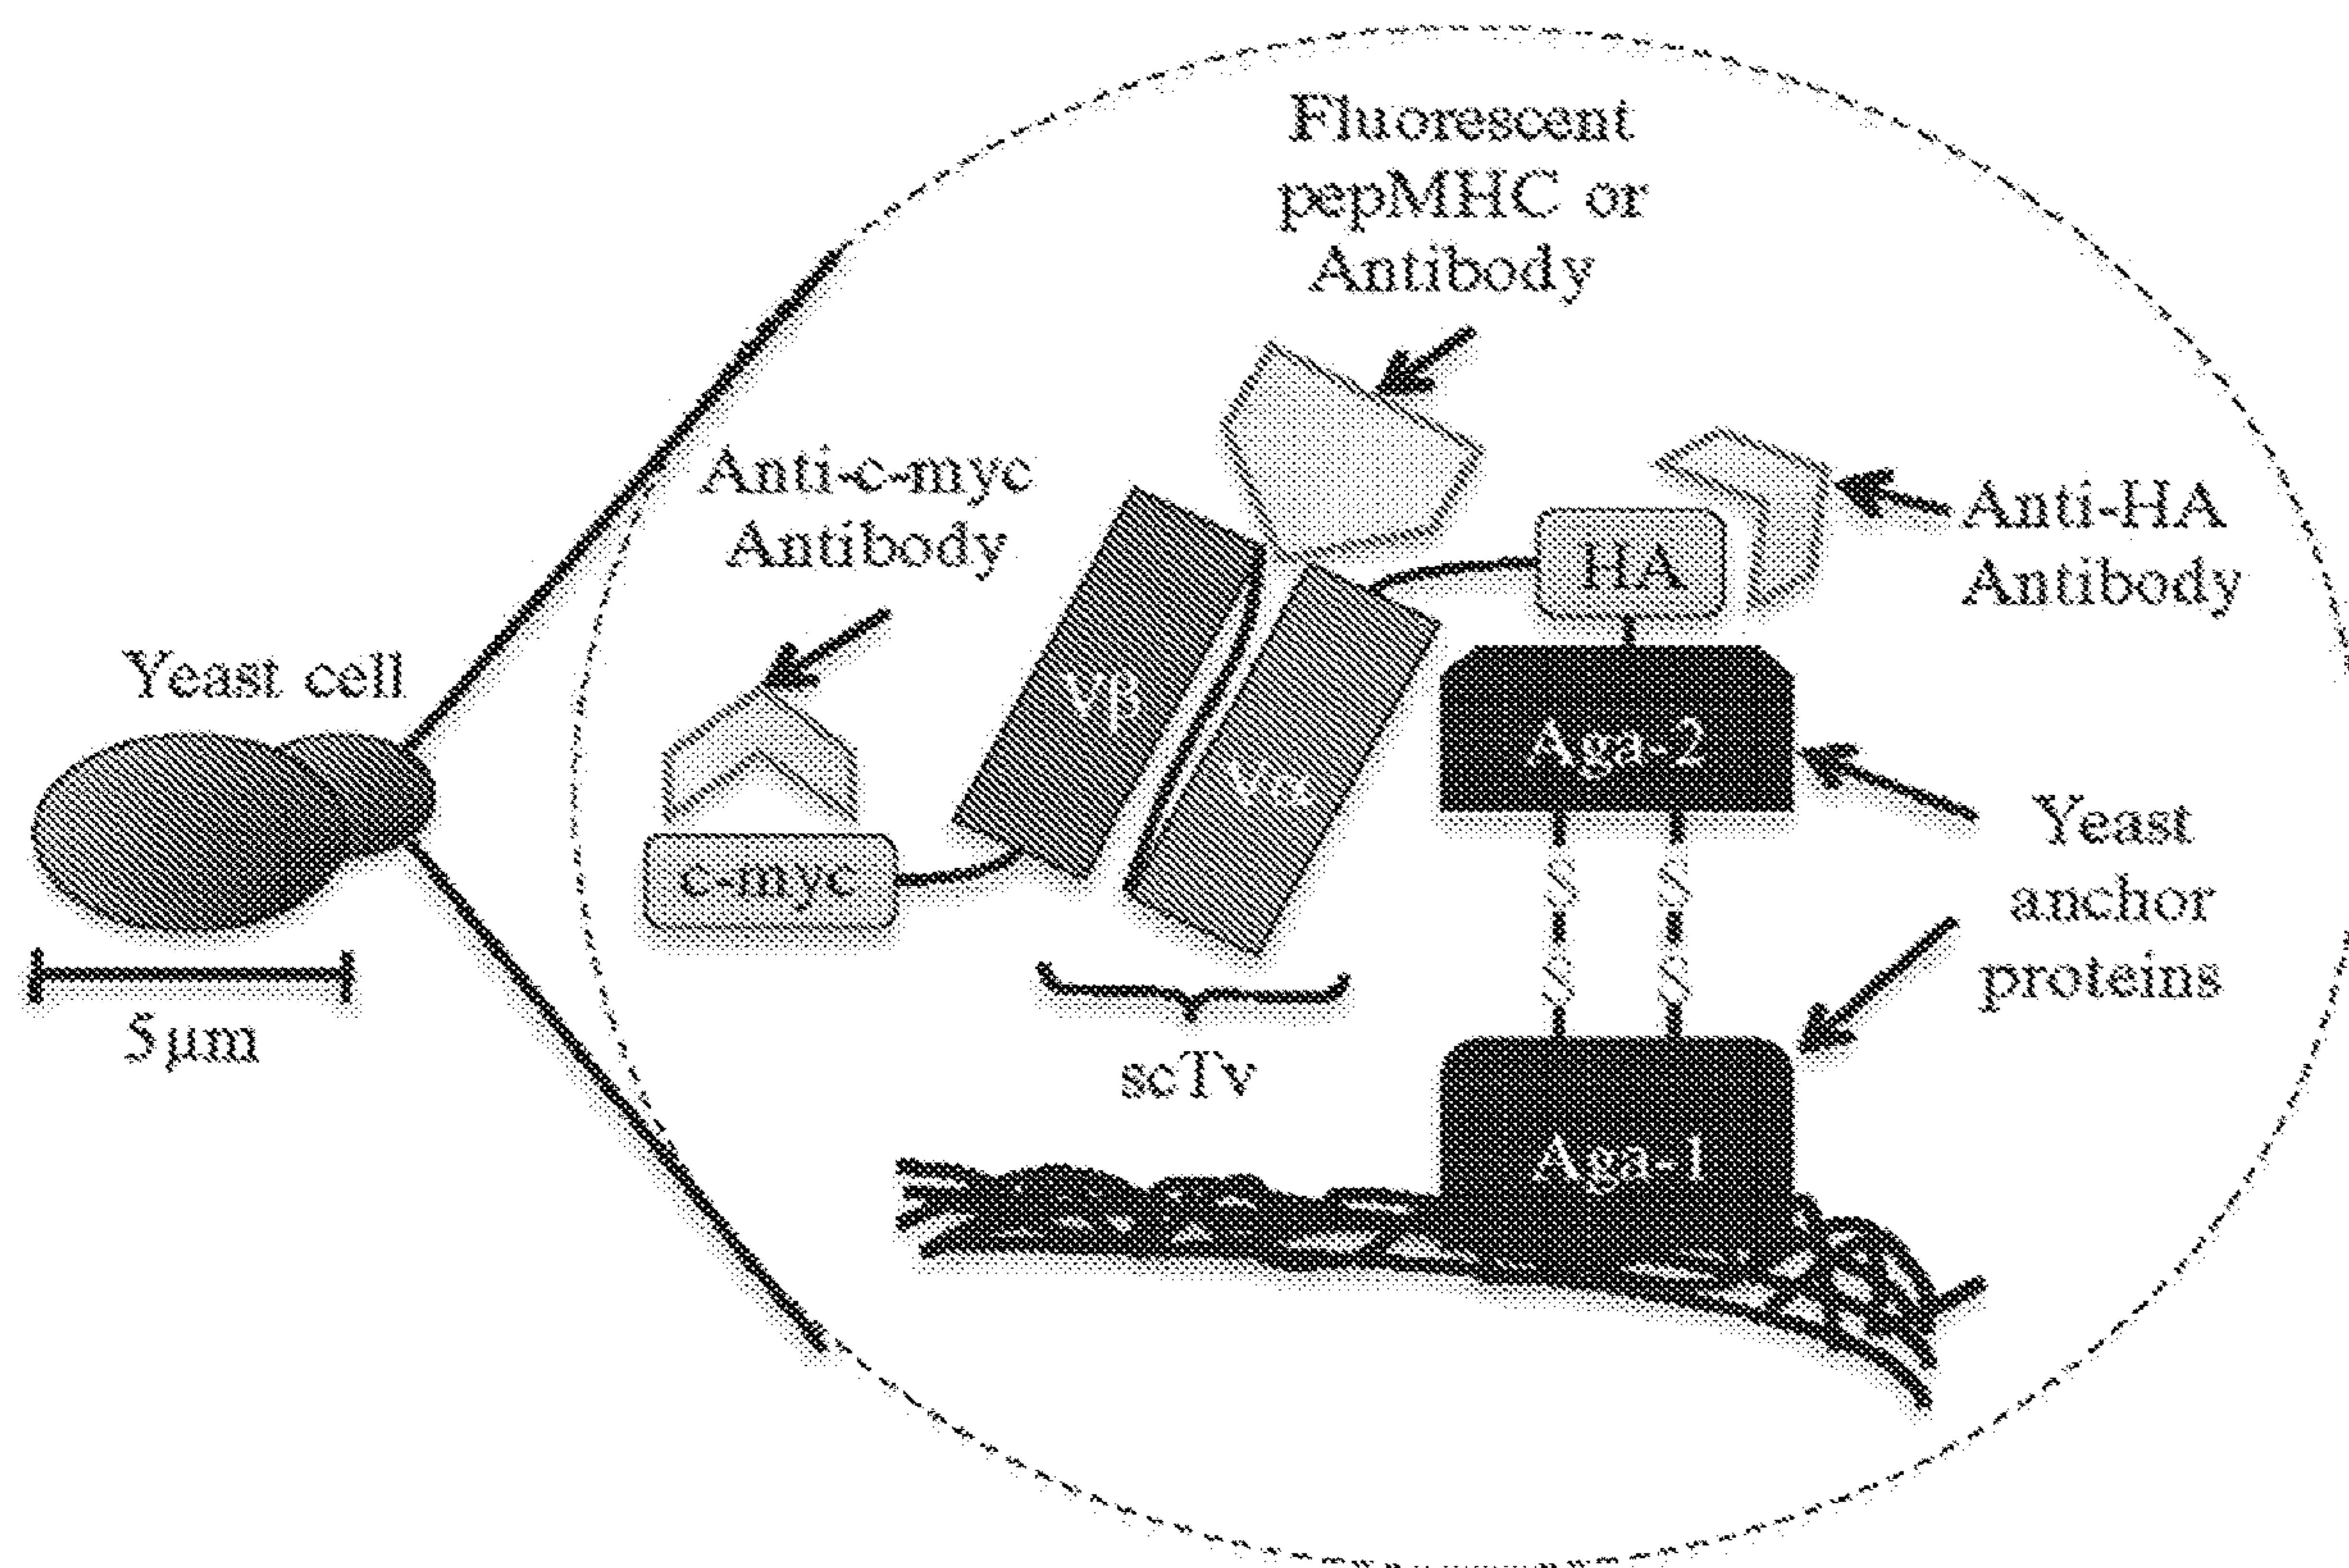 Fluorescent
pepMHC or
Antibody
Anti-c-myc
Antibody
Anti-HA
Antibody
HA
Yeast cell
Vβ
Vα
Aga-2
c-myc
Yeast
anchor
proteins
5µm
scTv
Aga-1